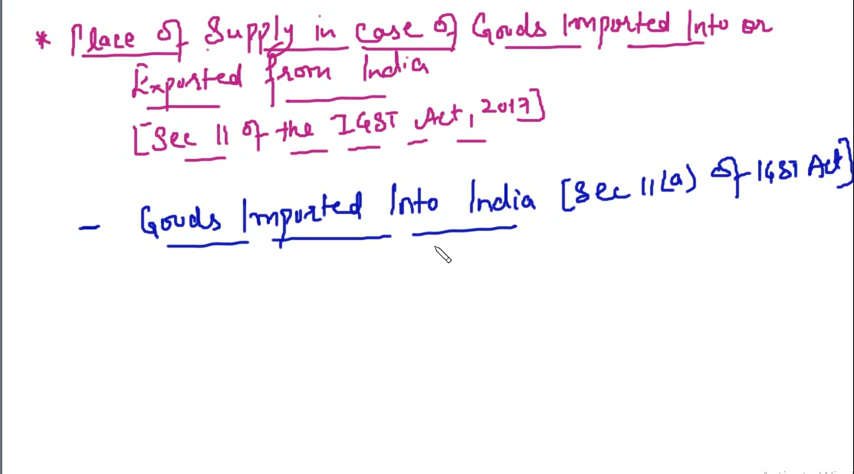 * Place of Supply in case of Goods Imported Into or
Exported from India
[Sec 11 of the IGST Act, 2017]
- Goods Imported Into India [Sec 11(a) of IGST Act]